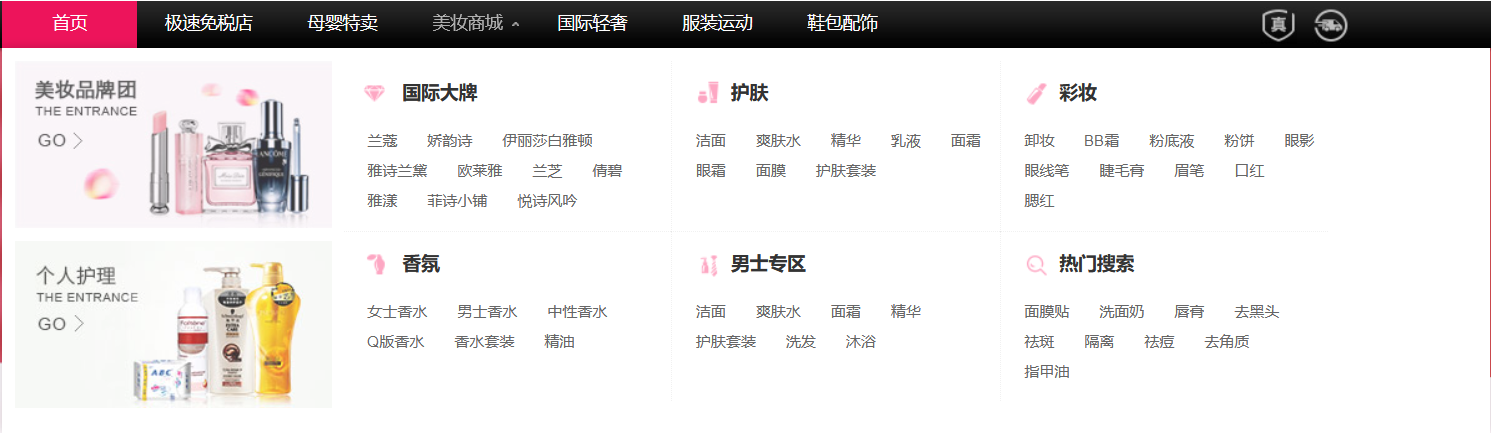 首页 极速免税店 母婴特卖 美妆商城 国际轻奢 服装运动 鞋包配饰 真
美妆品牌团
THE ENTRANCE
GO
个人护理
THE ENTRANCE
GO
ABC
国际大牌
兰蔻 娇韵诗 伊丽莎白雅顿
雅诗兰黛 欧莱雅 兰芝 倩碧
雅漾 菲诗小铺 悦诗风吟
护肤
洁面 爽肤水 精华 乳液 面霜
眼霜 面膜 护肤套装
彩妆
卸妆 BB霜 粉底液 粉饼 眼影
眼线笔 睫毛膏 眉笔 口红
腮红
香氛
女士香水 男士香水 中性香水
Q版香水 香水套装 精油
男士专区
洁面 爽肤水 面霜 精华
护肤套装 洗发 沐浴
热门搜索
面膜贴 洗面奶 唇膏 去黑头
祛斑 隔离 祛痘 去角质
指甲油